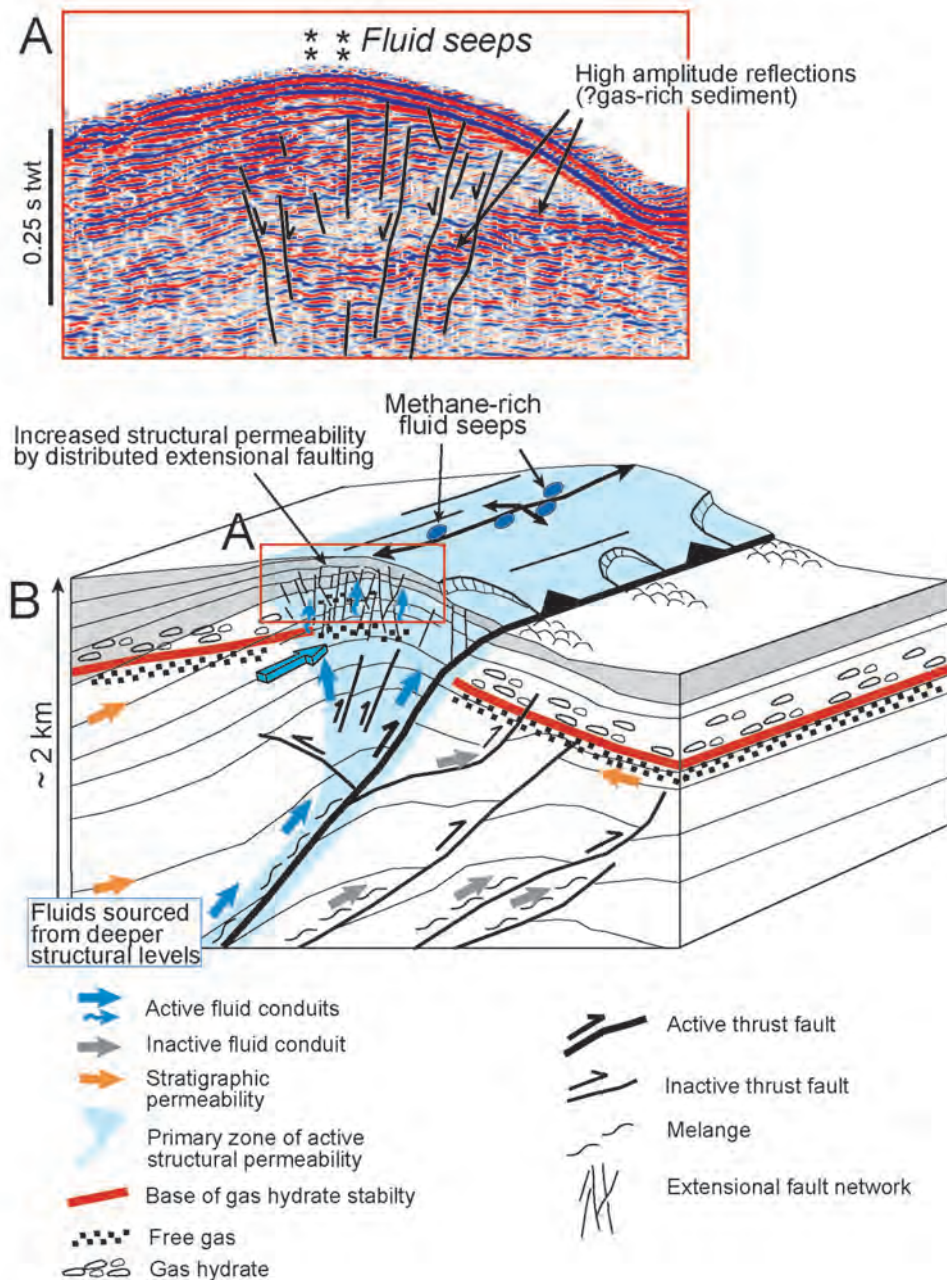 A
* *
* *
Fluid seeps
High amplitude reflections
(?gas-rich sediment)
0.25 s twt
Methane-rich
fluid seeps
Increased structural permeability
by distributed extensional faulting
A
B
~ 2 km
Fluids sourced
from deeper
structural levels
Active fluid conduits
Inactive fluid conduit
Stratigraphic
permeability
Primary zone of active
structural permeability
Base of gas hydrate stabilty
Free gas
Gas hydrate
Active thrust fault
Inactive thrust fault
Melange
Extensional fault network